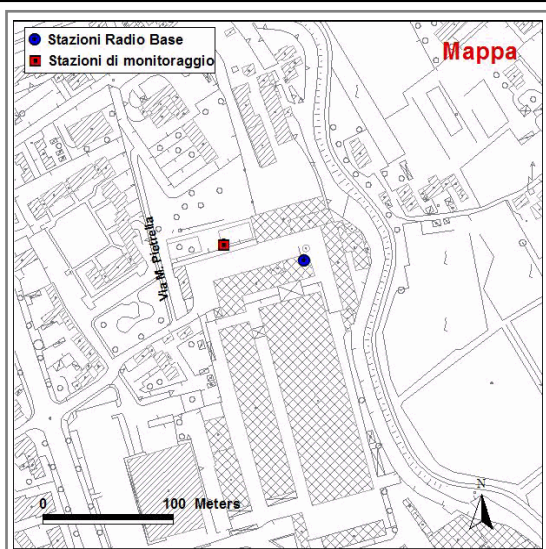 Stazioni Radio Base
Stazioni di monitoraggio
Mappa
Via M. Pietrella
0 100 Meters
N